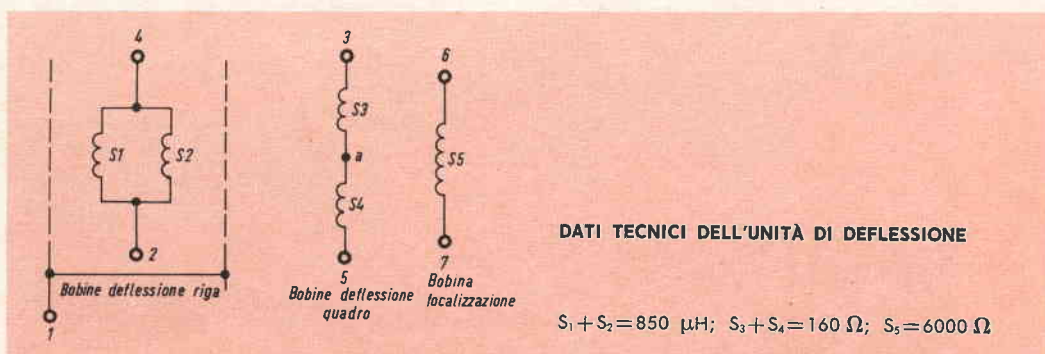 4
S1
S2
2
Bobine deflessione riga
1
3
S3
a
S4
5
Bobine deflessione
quadro
6
S5
7
Bobina
focalizzazione
DATI TECNICI DELL'UNITÀ DI DEFLESSIONE
S₁+S₂=850 μH; S₃+S₄=160 Ω; S₅=6000 Ω